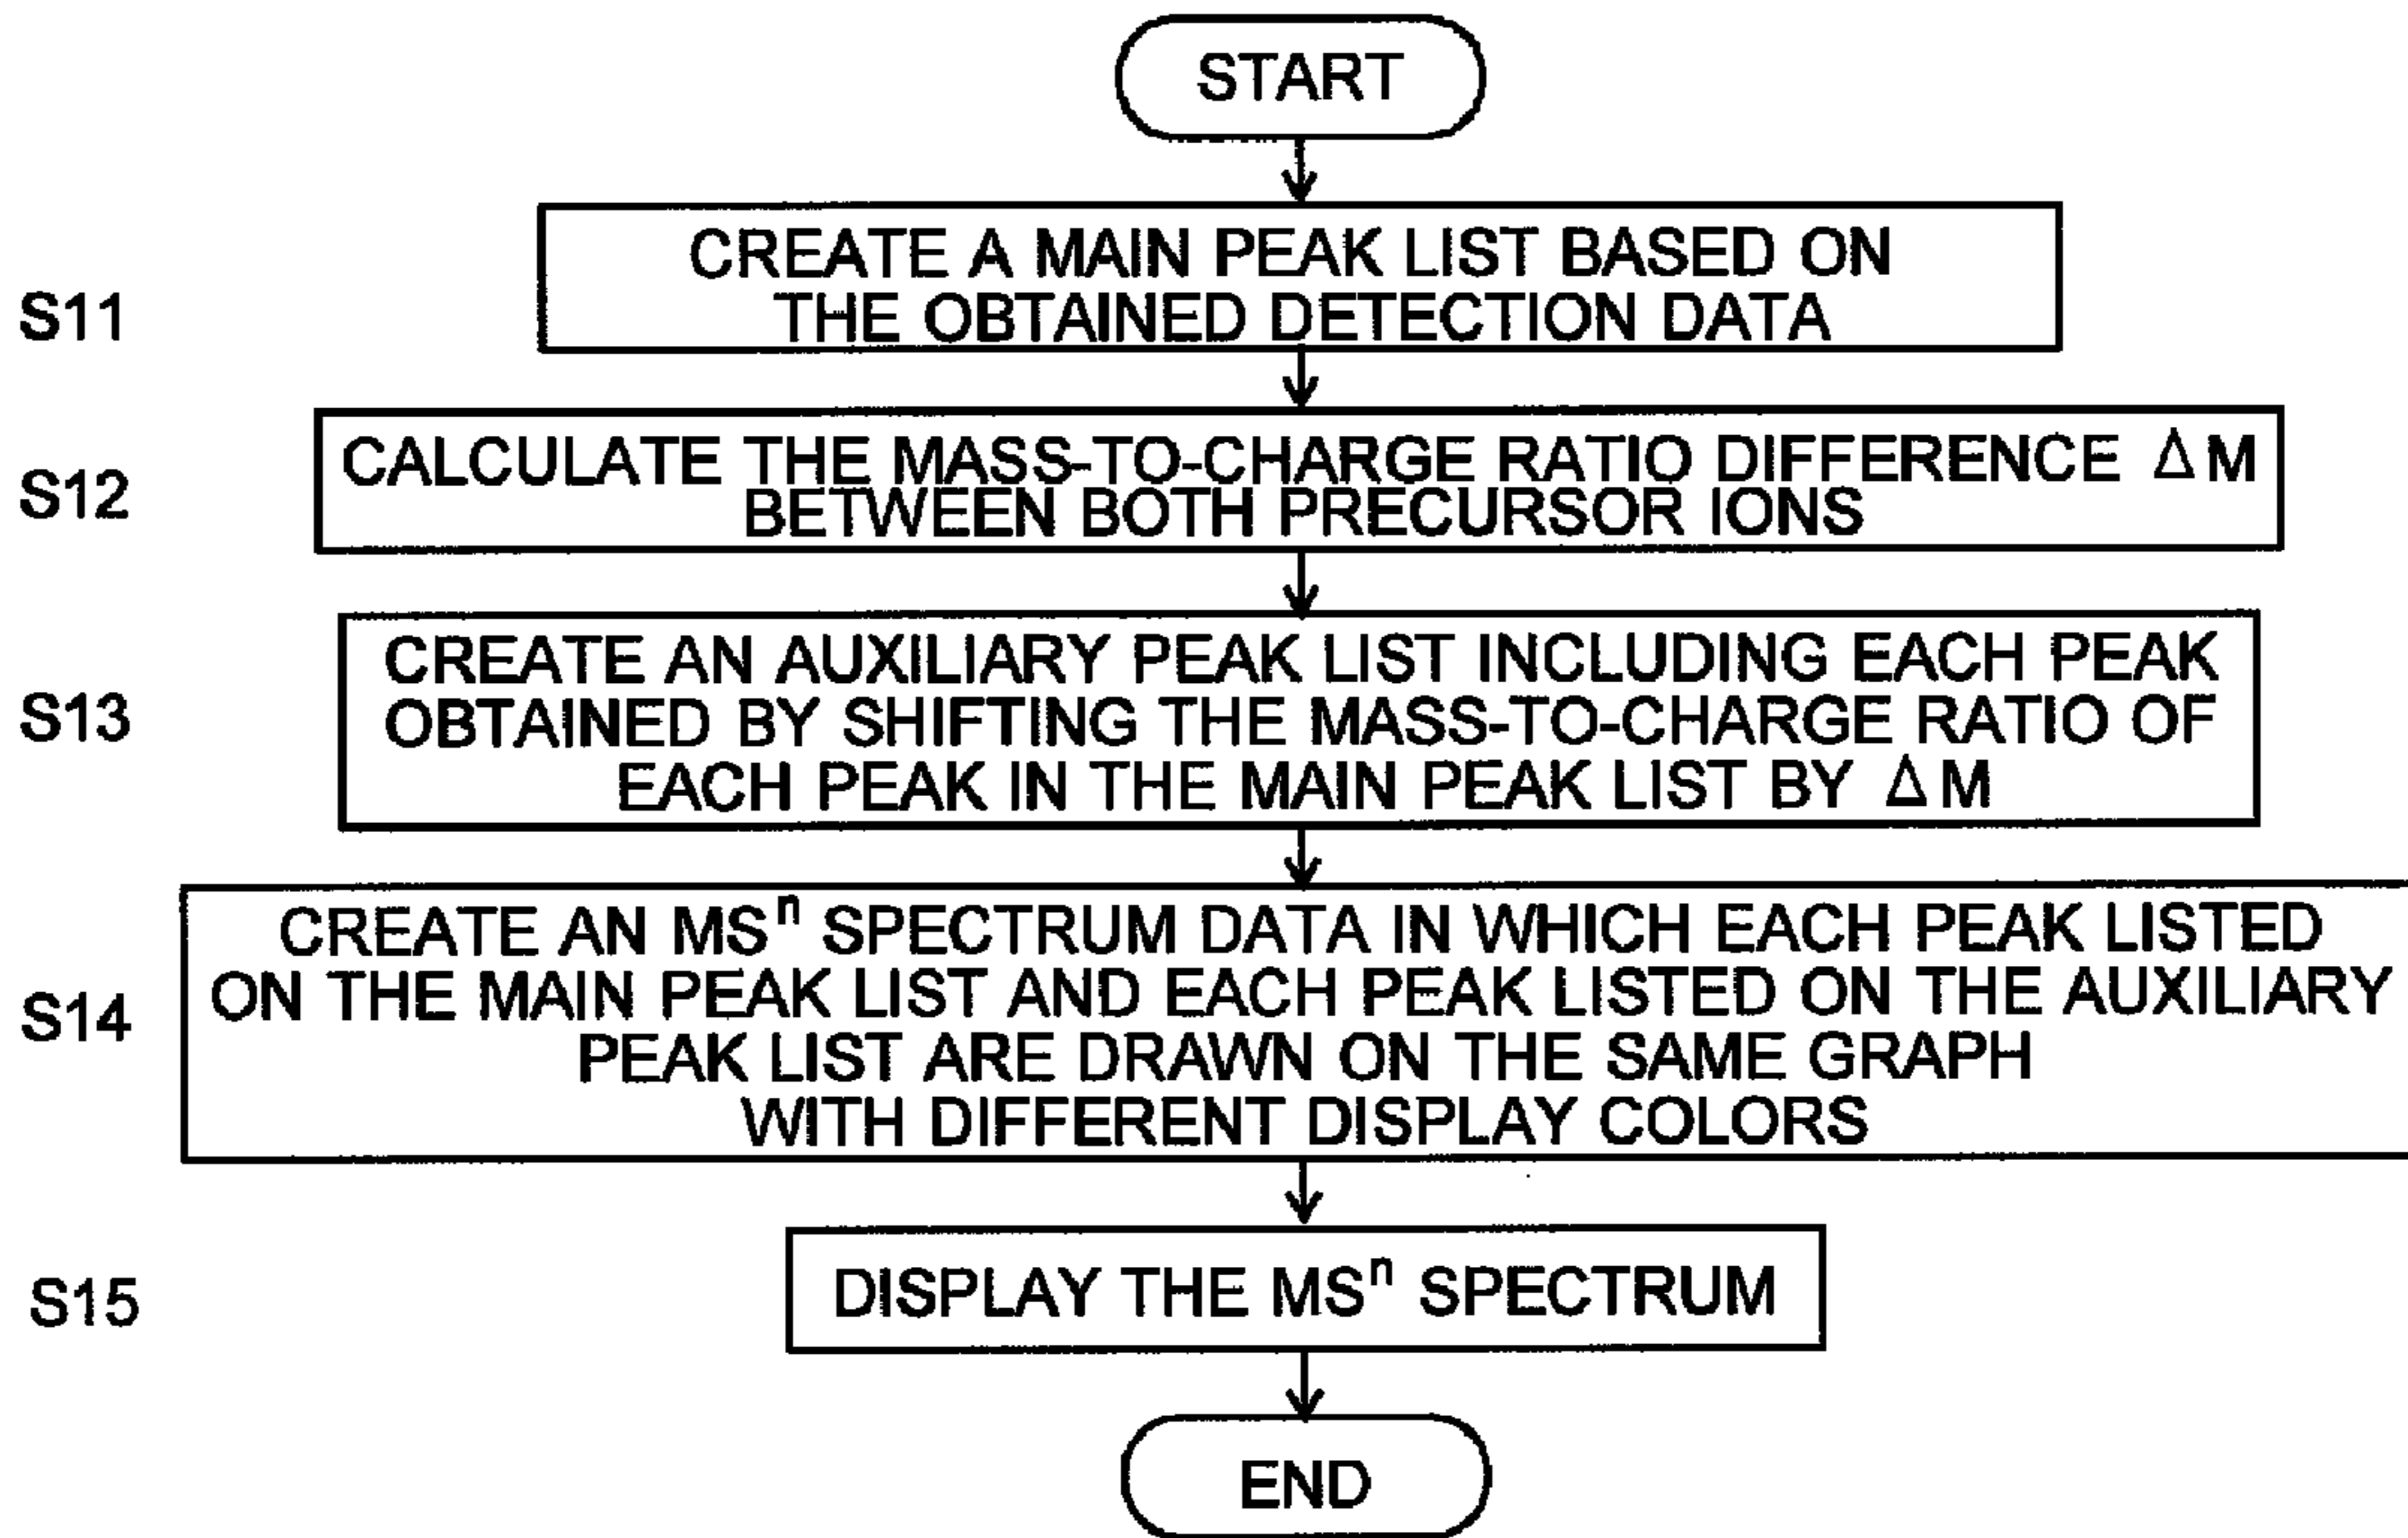 START
CREATE A MAIN PEAK LIST BASED ON
THE OBTAINED DETECTION DATA
S11
CALCULATE THE MASS-TO-CHARGE RATIO DIFFERENCE ΔM
BETWEEN BOTH PRECURSOR IONS
S12
CREATE AN AUXILIARY PEAK LIST INCLUDING EACH PEAK
OBTAINED BY SHIFTING THE MASS-TO-CHARGE RATIO OF
EACH PEAK IN THE MAIN PEAK LIST BY ΔM
S13
CREATE AN MSⁿ SPECTRUM DATA IN WHICH EACH PEAK LISTED
ON THE MAIN PEAK LIST AND EACH PEAK LISTED ON THE AUXILIARY
PEAK LIST ARE DRAWN ON THE SAME GRAPH
WITH DIFFERENT DISPLAY COLORS
S14
DISPLAY THE MSⁿ SPECTRUM
S15
END